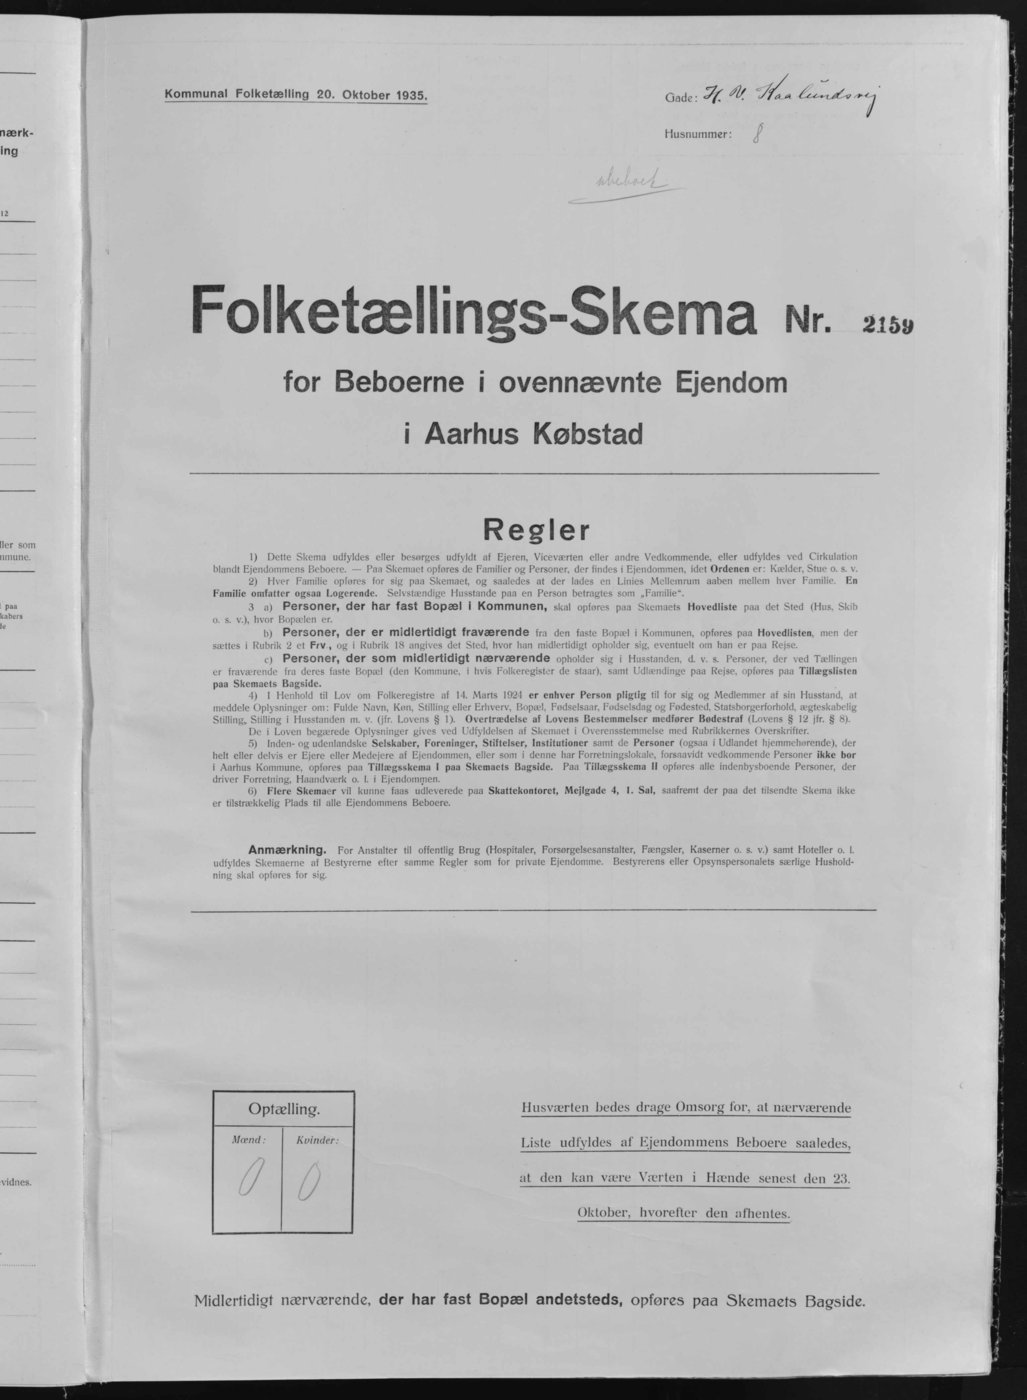 Kommunal Folketælling 20. Oktober 1935.
Gade: H. V. Kaalundsvej
Husnummer: 8
ubeboet
Folketællings-Skema Nr. 2159
for Beboerne i ovennævnte Ejendom
i Aarhus Købstad
Regler
1) Dette Skema udfyldes eller besørges udfyldt af Ejeren, Viceværten eller andre Vedkommende, eller udfyldes ved Cirkulation
blandt Ejendommens Beboere. — Paa Skemaet opføres de Familier og Personer, der findes i Ejendommen, idet Ordenen er: Kælder, Stue o. s. v.
2) Hver Familie opføres for sig paa Skemaet, og saaledes at der lades en Linies Mellemrum aaben mellem hver Familie. En
Familie omfatter ogsaa Logerende. Selvstændige Husstande paa en Person betragtes som „Familie“.
3 a) Personer, der har fast Bopæl i Kommunen, skal opføres paa Skemaets Hovedliste paa det Sted (Hus, Skib
o. s. v.), hvor Bopælen er.
b) Personer, der er midlertidigt fraværende fra den faste Bopæl i Kommunen, opføres paa Hovedlisten, men der
sættes i Rubrik 2 et Frv., og i Rubrik 18 angives det Sted, hvor han midlertidigt opholder sig, eventuelt om han er paa Rejse.
c) Personer, der som midlertidigt nærværende opholder sig i Husstanden, d. v. s. Personer, der ved Tællingen
er fraværende fra deres faste Bopæl (den Kommune, i hvis Folkeregister de staar), samt Udlændinge paa Rejse, opføres paa Tillægslisten
paa Skemaets Bagside.
4) I Henhold til Lov om Folkeregistre af 14. Marts 1924 er enhver Person pligtig til for sig og Medlemmer af sin Husstand, at
meddele Oplysninger om: Fulde Navn, Køn, Stilling eller Erhverv, Bopæl, Fødselsaar, Fødselsdag og Fødested, Statsborgerforhold, ægteskabelig
Stilling, Stilling i Husstanden m. v. (jfr. Lovens § 1). Overtrædelse af Lovens Bestemmelser medfører Bødestraf (Lovens § 12 jfr. § 8).
De i Loven begærede Oplysninger gives ved Udfyldelsen af Skemaet i Overensstemmelse med Rubrikkernes Overskrifter.
5) Inden- og udenlandske Selskaber, Foreninger, Stiftelser, Institutioner samt de Personer (ogsaa i Udlandet hjemmehørende), der
helt eller delvis er Ejere eller Medejere af Ejendommen, eller som i denne har Forretningslokale, forsaavidt vedkommende Personer ikke bor
i Aarhus Kommune, opføres paa Tillægsskema I paa Skemaets Bagside. Paa Tillægsskema II opføres alle indenbysboende Personer, der
driver Forretning, Haandværk o. l. i Ejendommen.
6) Flere Skemaer vil kunne faas udleverede paa Skattekontoret, Mejlgade 4, 1. Sal, saafremt der paa det tilsendte Skema ikke
er tilstrækkelig Plads til alle Ejendommens Beboere.
Anmærkning. For Anstalter til offentlig Brug (Hospitaler, Forsørgelsesanstalter, Fængsler, Kaserner o. s. v.) samt Hoteller o. l.
udfyldes Skemaerne af Bestyrerne efter samme Regler som for private Ejendomme. Bestyrerens eller Opsynspersonalets særlige Hushold-
ning skal opføres for sig.
Optælling.
Mænd: Kvinder:
0 0
Husværten bedes drage Omsorg for, at nærværende
Liste udfyldes af Ejendommens Beboere saaledes,
at den kan være Værten i Hænde senest den 23.
Oktober, hvorefter den afhentes.
Midlertidigt nærværende, der har fast Bopæl andetsteds, opføres paa Skemaets Bagside.